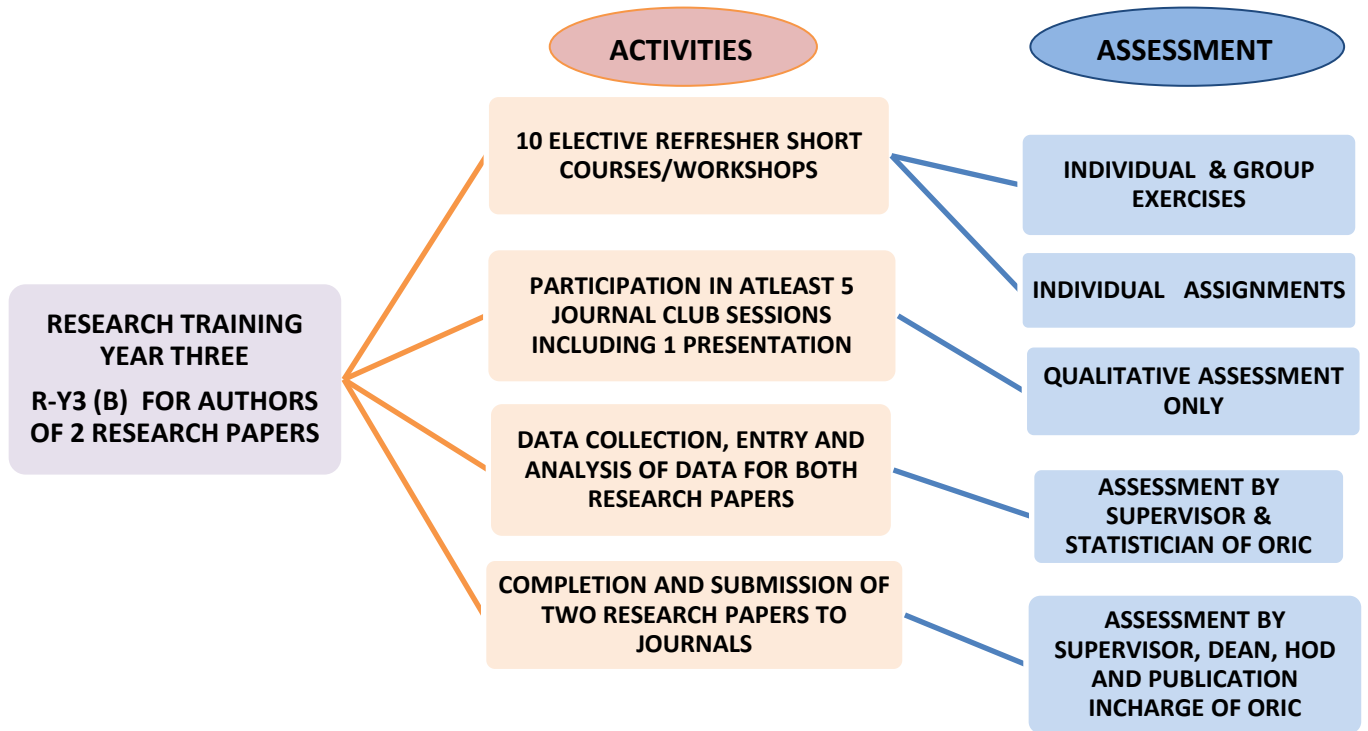 ACTIVITIES
ASSESSMENT
RESEARCH TRAINING
YEAR THREE
R-Y3 (B) FOR AUTHORS
OF 2 RESEARCH PAPERS
10 ELECTIVE REFRESHER SHORT
COURSES/WORKSHOPS
PARTICIPATION IN ATLEAST 5
JOURNAL CLUB SESSIONS
INCLUDING 1 PRESENTATION
DATA COLLECTION, ENTRY AND
ANALYSIS OF DATA FOR BOTH
RESEARCH PAPERS
COMPLETION AND SUBMISSION OF
TWO RESEARCH PAPERS TO
JOURNALS
INDIVIDUAL & GROUP
EXERCISES
INDIVIDUAL ASSIGNMENTS
QUALITATIVE ASSESSMENT
ONLY
ASSESSMENT BY
SUPERVISOR &
STATISTICIAN OF ORIC
ASSESSMENT BY
SUPERVISOR, DEAN, HOD
AND PUBLICATION
INCHARGE OF ORIC